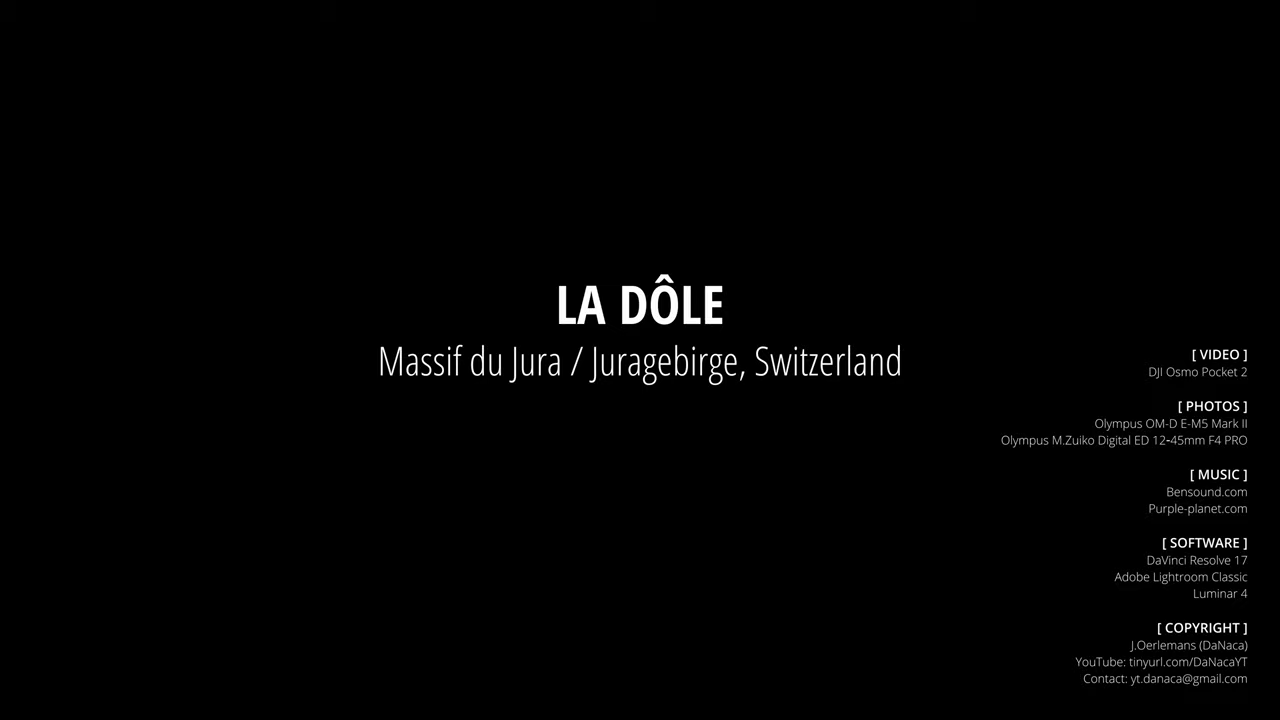 LA DÔLE
Massif du Jura / Juragebirge, Switzerland
[ VIDEO ]
DJI Osmo Pocket 2
[ PHOTOS ]
Olympus OM-D E-M5 Mark II
Olympus M.Zuiko Digital ED 12-45mm F4 PRO
[ MUSIC ]
Bensound.com
Purple-planet.com
[ SOFTWARE ]
DaVinci Resolve 17
Adobe Lightroom Classic
Luminar 4
[ COPYRIGHT ]
J.Oerlemans (DaNaca)
YouTube: tinyurl.com/DaNacaYT
Contact: yt.danaca@gmail.com